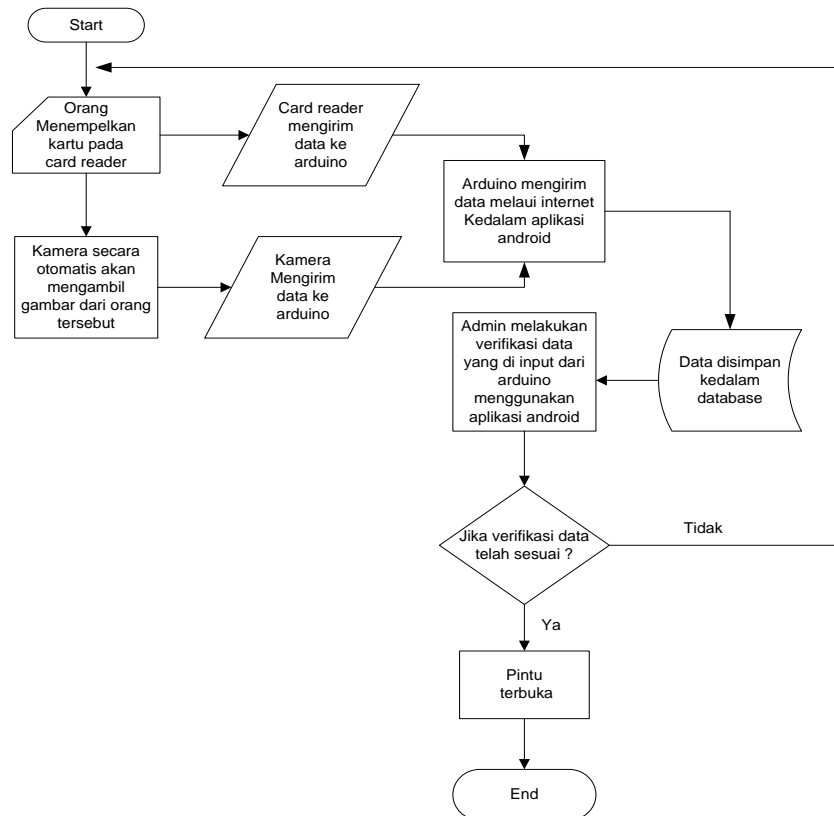 Start
Orang
Menempelkan
kartu pada
card reader
Card reader
mengirim
data ke
arduino
Arduino mengirim
data melaui internet
Kedalam aplikasi
android
Kamera secara
otomatis akan
mengambil
gambar dari orang
tersebut
Kamera
Mengirim
data ke
arduino
Admin melakukan
verifikasi data
yang di input dari
arduino
menggunakan
aplikasi android
Data disimpan
kedalam
database
Jika verifikasi data
telah sesuai ?
Tidak
Ya
Pintu
terbuka
End